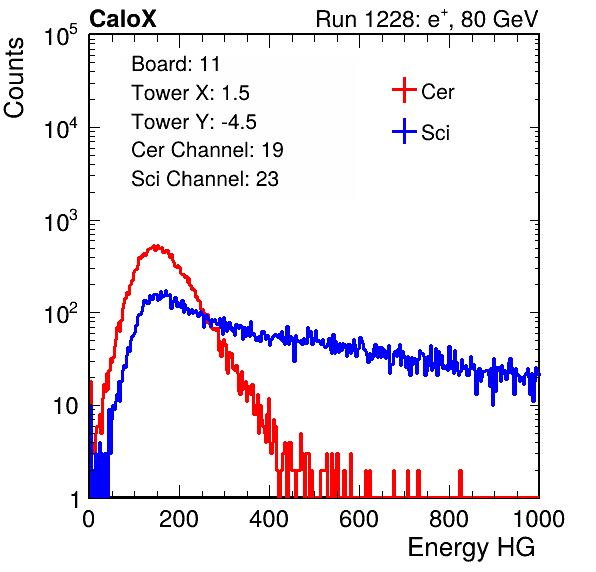 CaloX Run 1228: e⁺, 80 GeV
Counts
10⁵
10⁴
10³
10²
10
1
Board: 11
Tower X: 1.5
Tower Y: -4.5
Cer Channel: 19
Sci Channel: 23
Cer
Sci
0 200 400 600 800 1000
Energy HG